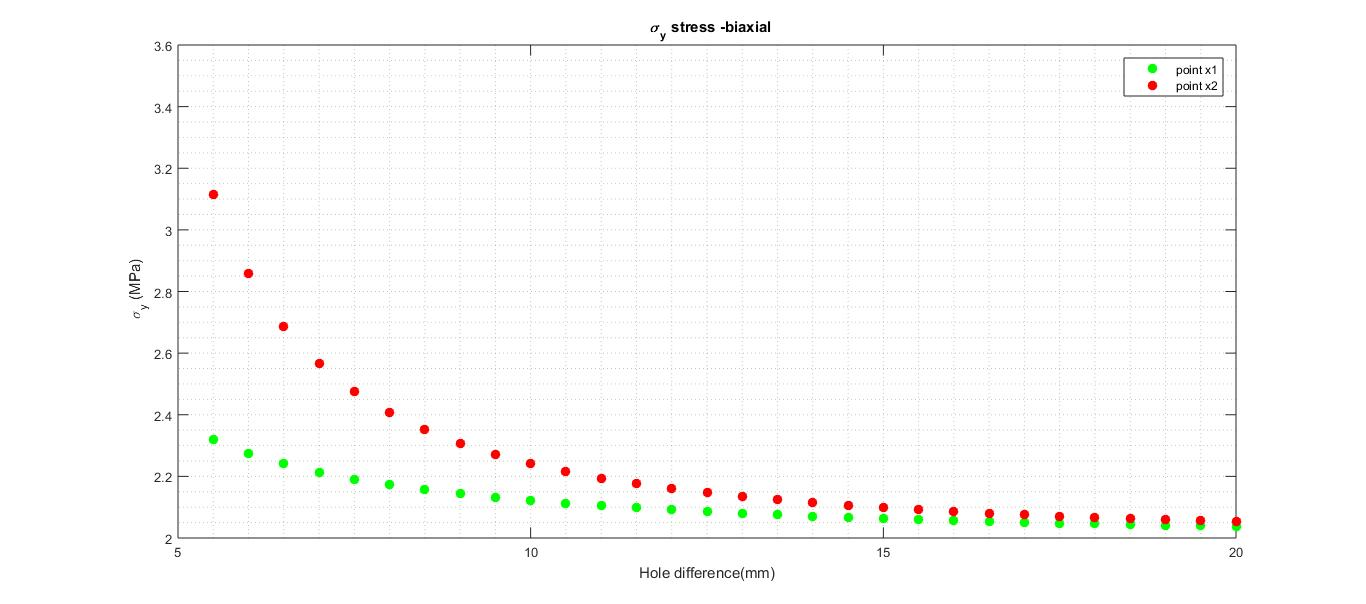 σy stress -biaxial
3.6
3.4
3.2
3
2.8
2.6
2.4
2.2
2
σy (MPa)
point x1
point x2
5
10
15
20
Hole difference(mm)